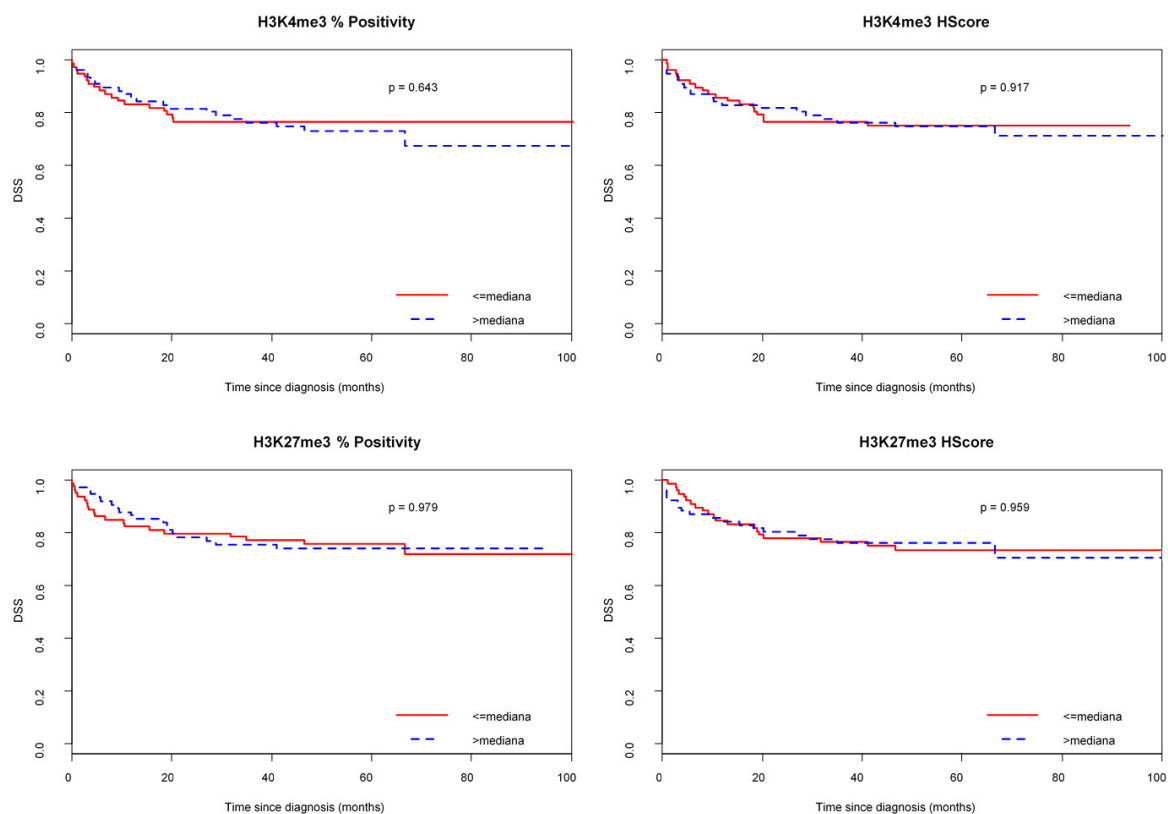 H3K4me3 % Positivity
1.0
0.8
0.6
0.4
0.2
0.0
DSS
p = 0.643
<=mediana
>mediana
0 20 40 60 80 100
Time since diagnosis (months)
H3K4me3 HScore
1.0
0.8
0.6
0.4
0.2
0.0
DSS
p = 0.917
<=mediana
>mediana
0 20 40 60 80 100
Time since diagnosis (months)
H3K27me3 % Positivity
1.0
0.8
0.6
0.4
0.2
0.0
DSS
p = 0.979
<=mediana
>mediana
0 20 40 60 80 100
Time since diagnosis (months)
H3K27me3 HScore
1.0
0.8
0.6
0.4
0.2
0.0
DSS
p = 0.959
<=mediana
>mediana
0 20 40 60 80 100
Time since diagnosis (months)